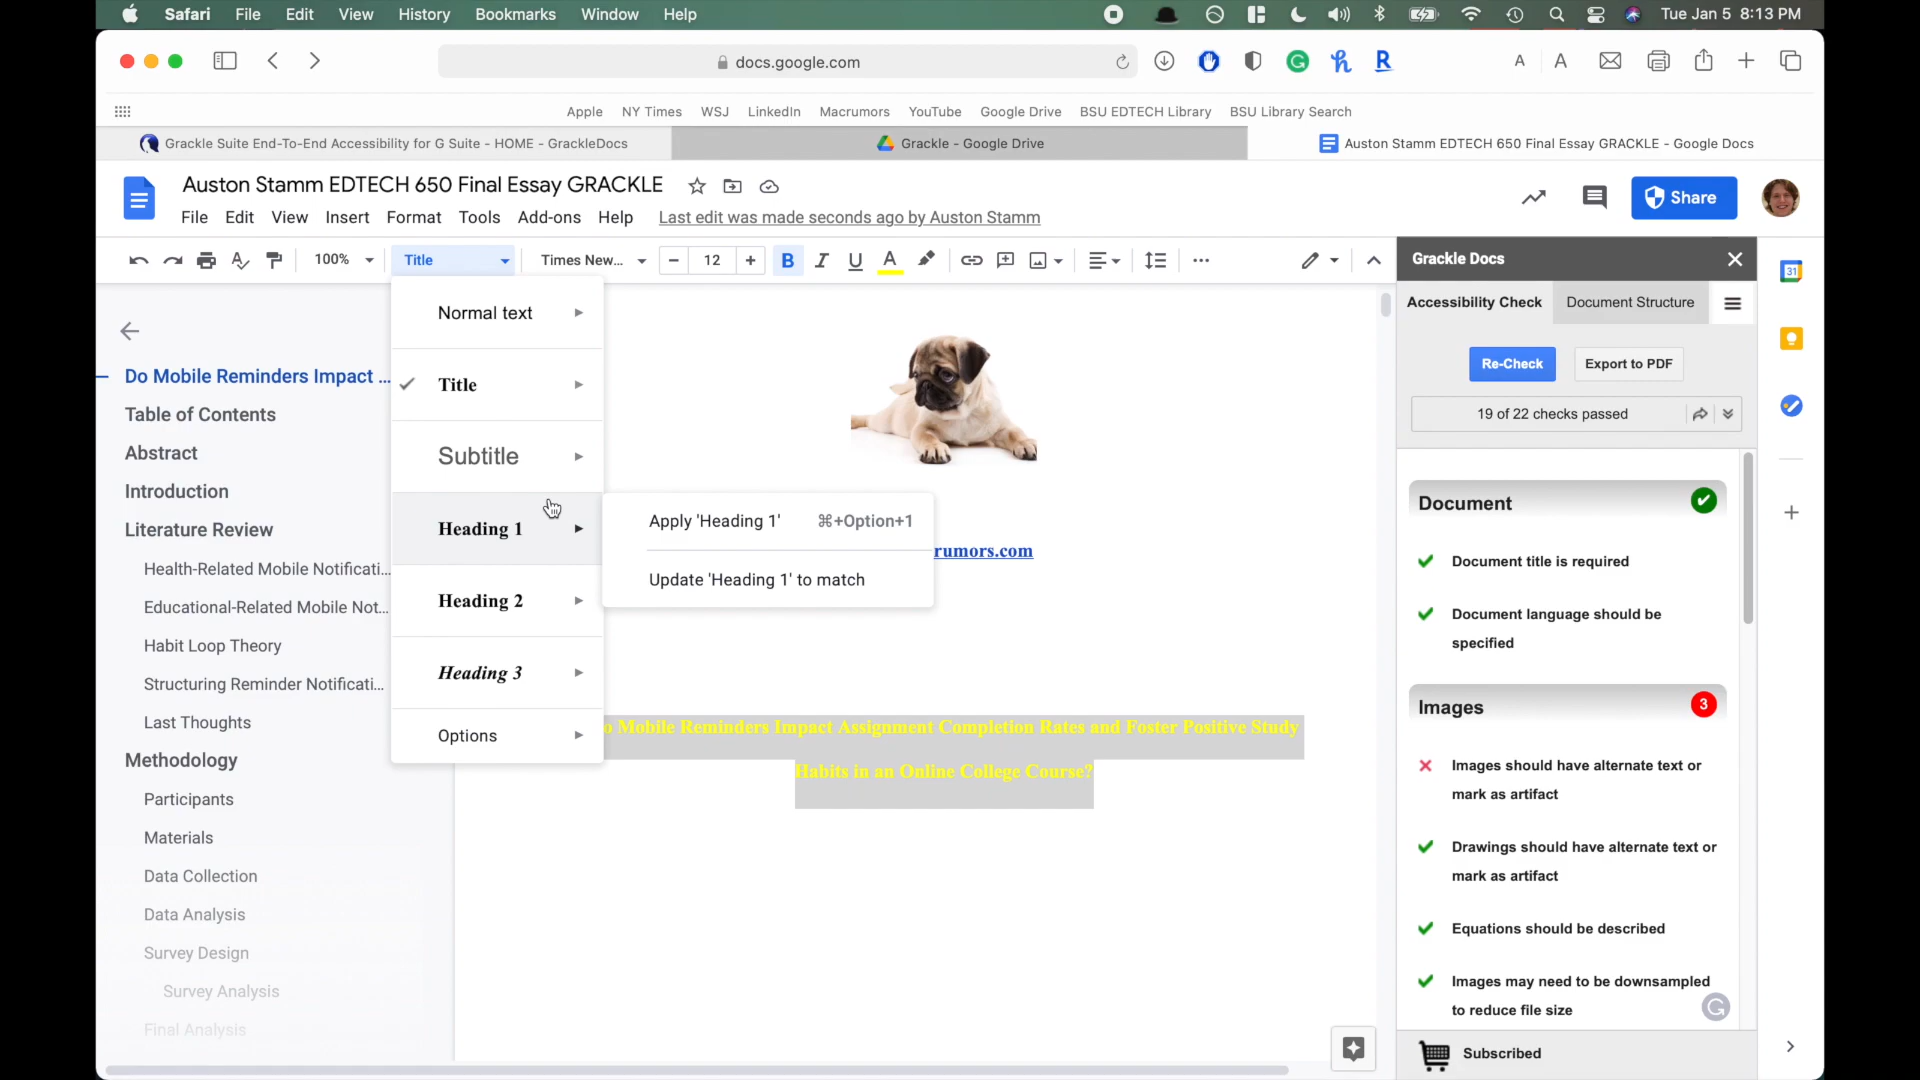 Safari File Edit View History Bookmarks Window Help Tue Jan 5 8:13 PM
docs.google.com
A A
Apple NY Times WSJ LinkedIn Macrumors YouTube Google Drive BSU EDTECH Library BSU Library Search
Grackle Suite End-To-End Accessibility for G Suite - HOME - GrackleDocs
Grackle - Google Drive
Auston Stamm EDTECH 650 Final Essay GRACKLE - Google Docs
Auston Stamm EDTECH 650 Final Essay GRACKLE
Share
File Edit View Insert Format Tools Add-ons Help Last edit was made seconds ago by Auston Stamm
100% Title Times New... 12 B I U A
Do Mobile Reminders Impact ...
Table of Contents
Abstract
Introduction
Literature Review
Health-Related Mobile Notificati...
Educational-Related Mobile Not...
Habit Loop Theory
Structuring Reminder Notificati...
Last Thoughts
Methodology
Participants
Materials
Data Collection
Data Analysis
Survey Design
Survey Analysis
Final Analysis
Normal text
Title
Subtitle
Heading 1
Heading 2
Heading 3
Options
Apply 'Heading 1' ⌘+Option+1
Update 'Heading 1' to match
rumors.com
o Mobile Reminders Impact Assignment Completion Rates and Foster Positive Study
Habits in an Online College Course?
Grackle Docs
Accessibility Check Document Structure
Re-Check Export to PDF
19 of 22 checks passed
Document
Document title is required
Document language should be
specified
Images 3
Images should have alternate text or
mark as artifact
Drawings should have alternate text or
mark as artifact
Equations should be described
Images may need to be downsampled
to reduce file size
Subscribed
31